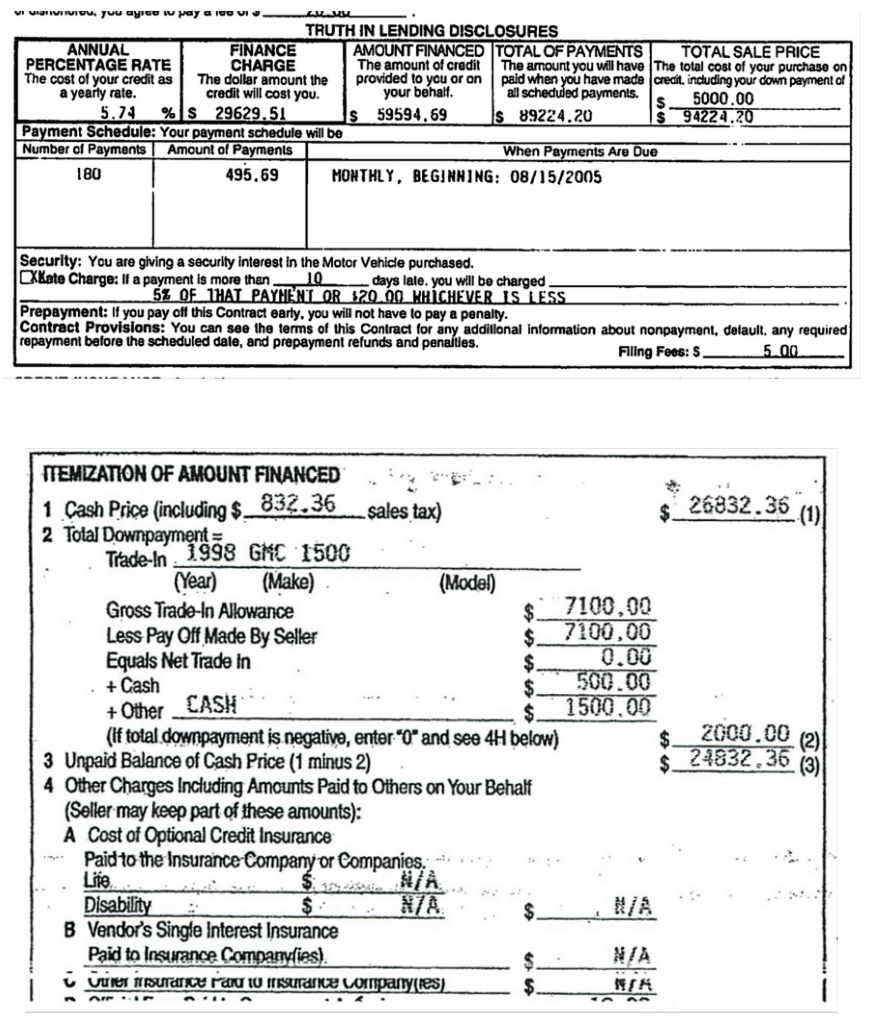 or dishonored, you agree to pay a fee of $ 20.00 .
TRUTH IN LENDING DISCLOSURES
ANNUAL PERCENTAGE RATE
The cost of your credit as a yearly rate.
5.74 %
FINANCE CHARGE
The dollar amount the credit will cost you.
$ 29629.51
AMOUNT FINANCED
The amount of credit provided to you or on your behalf.
$ 59594.69
TOTAL OF PAYMENTS
The amount you will have paid when you have made all scheduled payments.
$ 89224.20
TOTAL SALE PRICE
The total cost of your purchase on credit, including your down payment of
$ 5000.00
$ 94224.20
Payment Schedule: Your payment schedule will be
Number of Payments Amount of Payments When Payments Are Due
180 495.69 MONTHLY, BEGINNING: 08/15/2005
Security: You are giving a security interest in the Motor Vehicle purchased.
Late Charge: If a payment is more than 10 days late, you will be charged
5% OF THAT PAYMENT OR $20.00 WHICHEVER IS LESS
Prepayment: If you pay off this Contract early, you will not have to pay a penalty.
Contract Provisions: You can see the terms of this Contract for any additional information about nonpayment, default, any required
repayment before the scheduled date, and prepayment refunds and penalties.
Filing Fees: $ 5.00
ITEMIZATION OF AMOUNT FINANCED
1 Cash Price (including $ 832.36 sales tax) $ 26832.36 (1)
2 Total Downpayment =
Trade-In 1998 GMC 1500
(Year) (Make) (Model)
Gross Trade-In Allowance $ 7100.00
Less Pay Off Made By Seller $ 7100.00
Equals Net Trade In $ 0.00
+ Cash $ 500.00
+ Other CASH $ 1500.00
(If total downpayment is negative, enter "0" and see 4H below) $ 2000.00 (2)
3 Unpaid Balance of Cash Price (1 minus 2) $ 24832.36 (3)
4 Other Charges Including Amounts Paid to Others on Your Behalf
(Seller may keep part of these amounts):
A Cost of Optional Credit Insurance
Paid to the Insurance Company or Companies.
Life $ N/A
Disability $ N/A $ N/A
B Vendor's Single Interest Insurance
Paid to Insurance Company(ies) $ N/A
C Other Insurance Paid to Insurance Company(ies) $ N/A